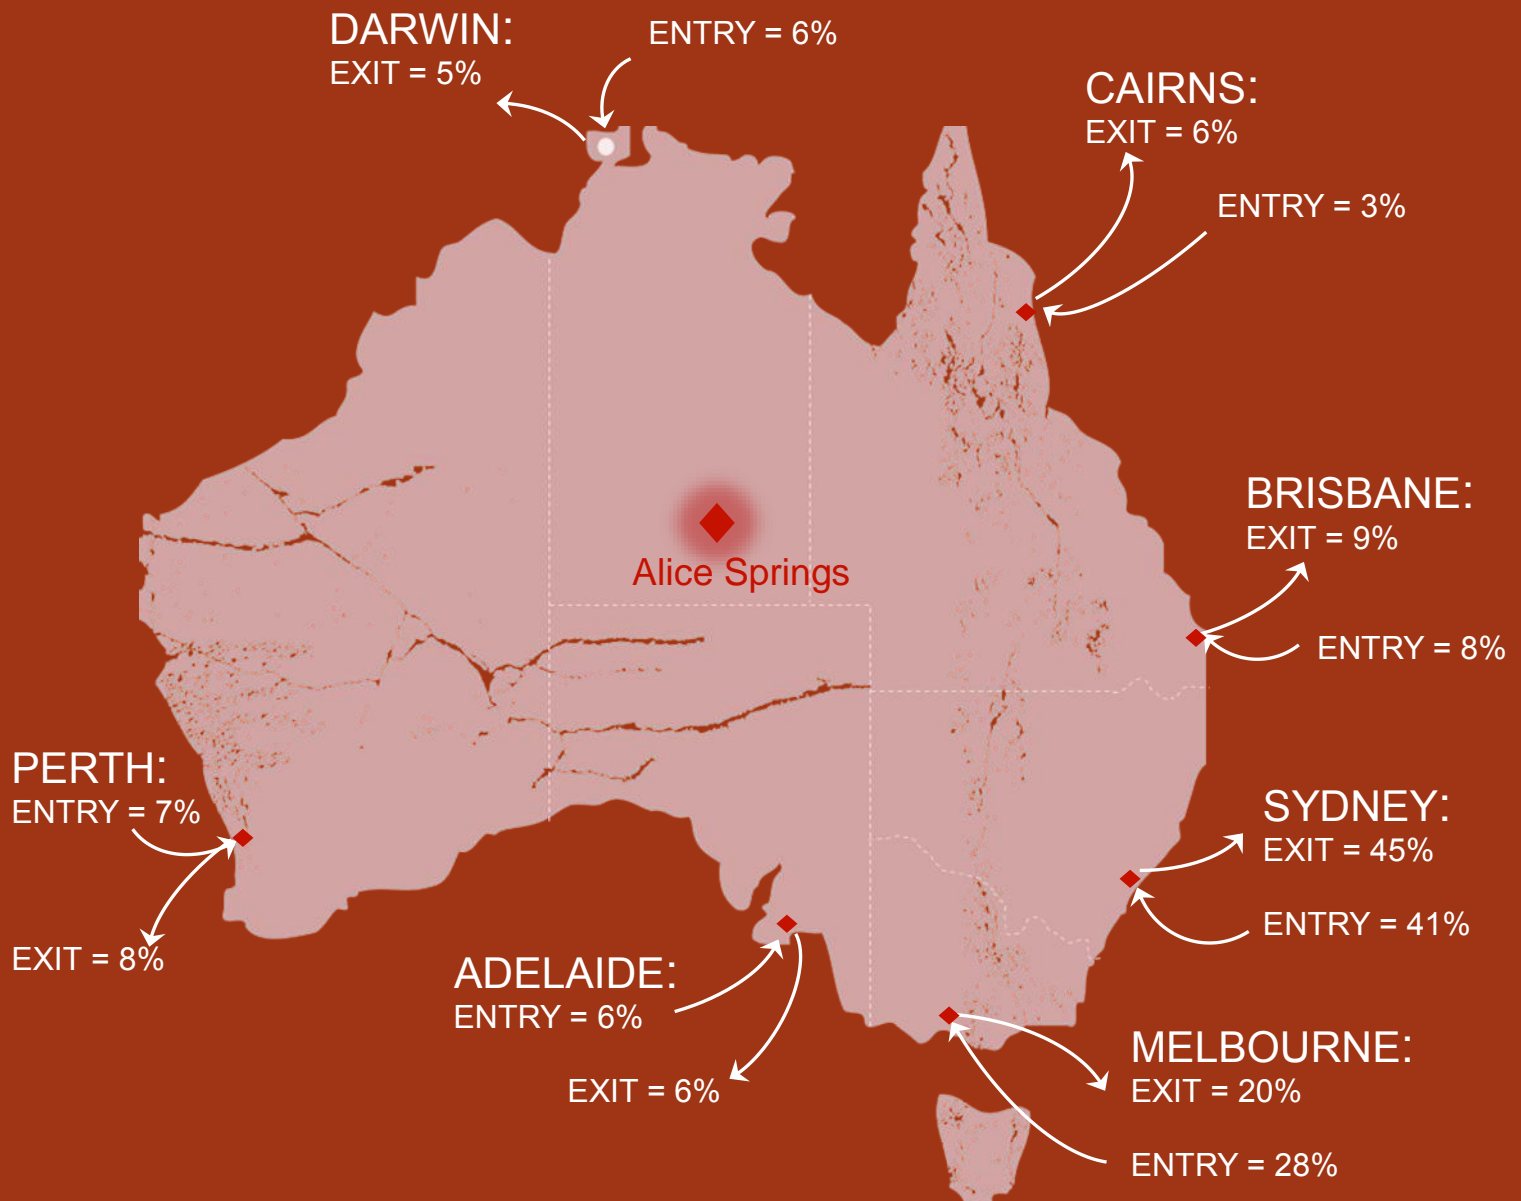 DARWIN:
EXIT = 5%
ENTRY = 6%
CAIRNS:
EXIT = 6%
ENTRY = 3%
BRISBANE:
EXIT = 9%
ENTRY = 8%
Alice Springs
PERTH:
ENTRY = 7%
EXIT = 8%
SYDNEY:
EXIT = 45%
ENTRY = 41%
ADELAIDE:
ENTRY = 6%
EXIT = 6%
MELBOURNE:
EXIT = 20%
ENTRY = 28%